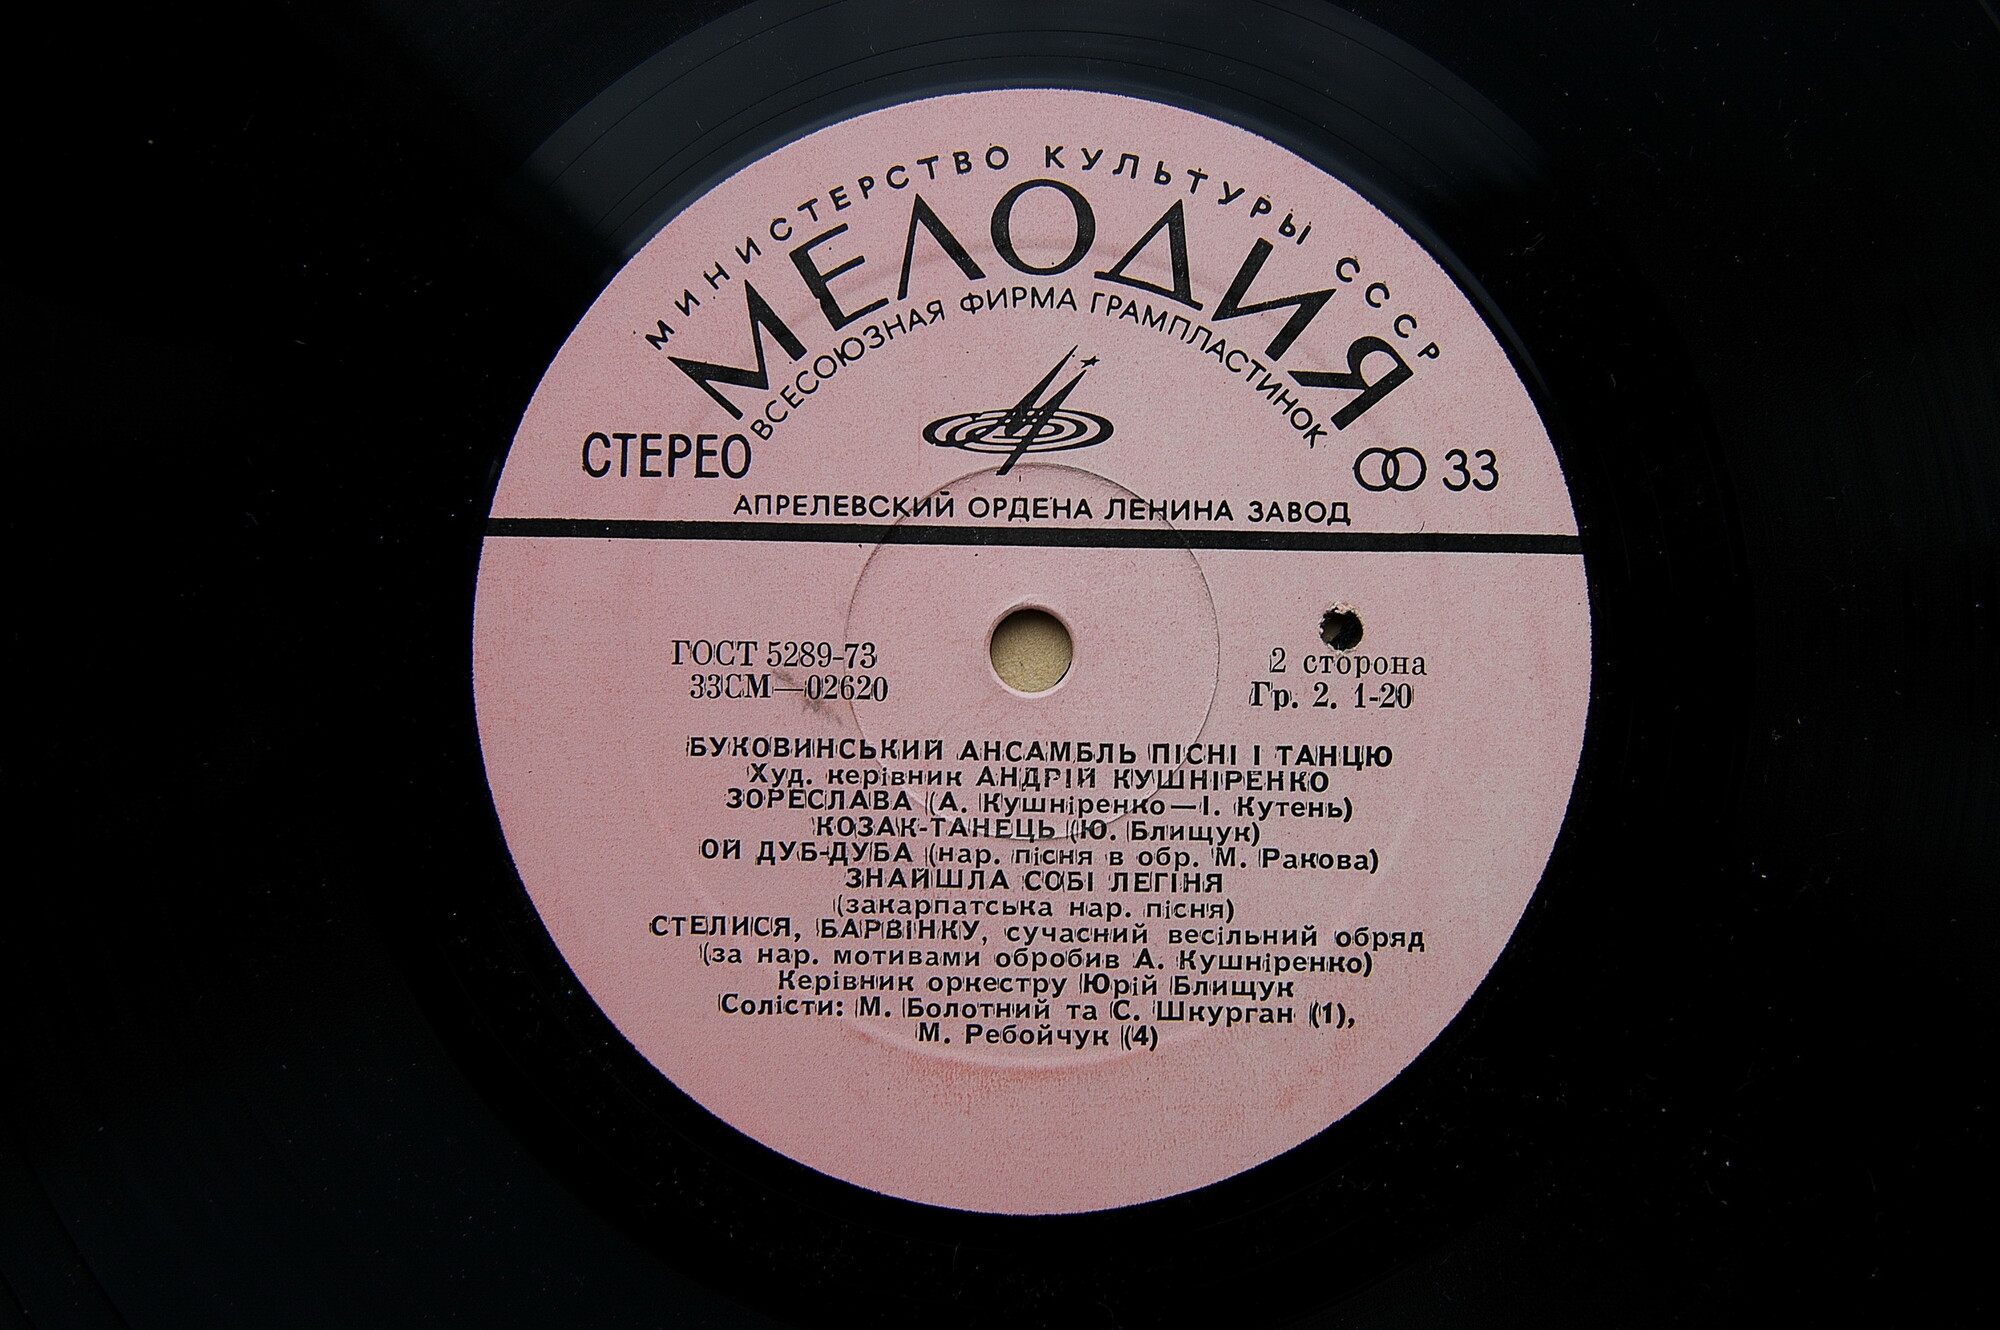 МИНИСТЕРСТВО КУЛЬТУРЫ СССР
МЕЛОДИЯ
ВСЕСОЮЗНАЯ ФИРМА ГРАМПЛАСТИНОК
СТЕРЕО
33
АПРЕЛЕВСКИЙ ОРДЕНА ЛЕНИНА ЗАВОД
ГОСТ 5289-73
33СМ—02620
2 сторона
Гр. 2. 1-20
БУКОВИНСЬКИЙ АНСАМБЛЬ ПІСНІ І ТАНЦЮ
Худ. керівник АНДРІЙ КУШНІРЕНКО
ЗОРЕСЛАВА (А. Кушніренко—І. Кутень)
КОЗАК-ТАНЕЦЬ (Ю. Блищук)
ОЙ ДУБ-ДУБА (нар. пісня в обр. М. Ракова)
ЗНАЙШЛА СОБІ ЛЕГІНЯ
(закарпатська нар. пісня)
СТЕЛИСЯ, БАРВІНКУ, сучасний весільний обряд
(за нар. мотивами обробив А. Кушніренко)
Керівник оркестру Юрій Блищук
Солісти: М. Болотний та С. Шкурган (1),
М. Ребойчук (4)